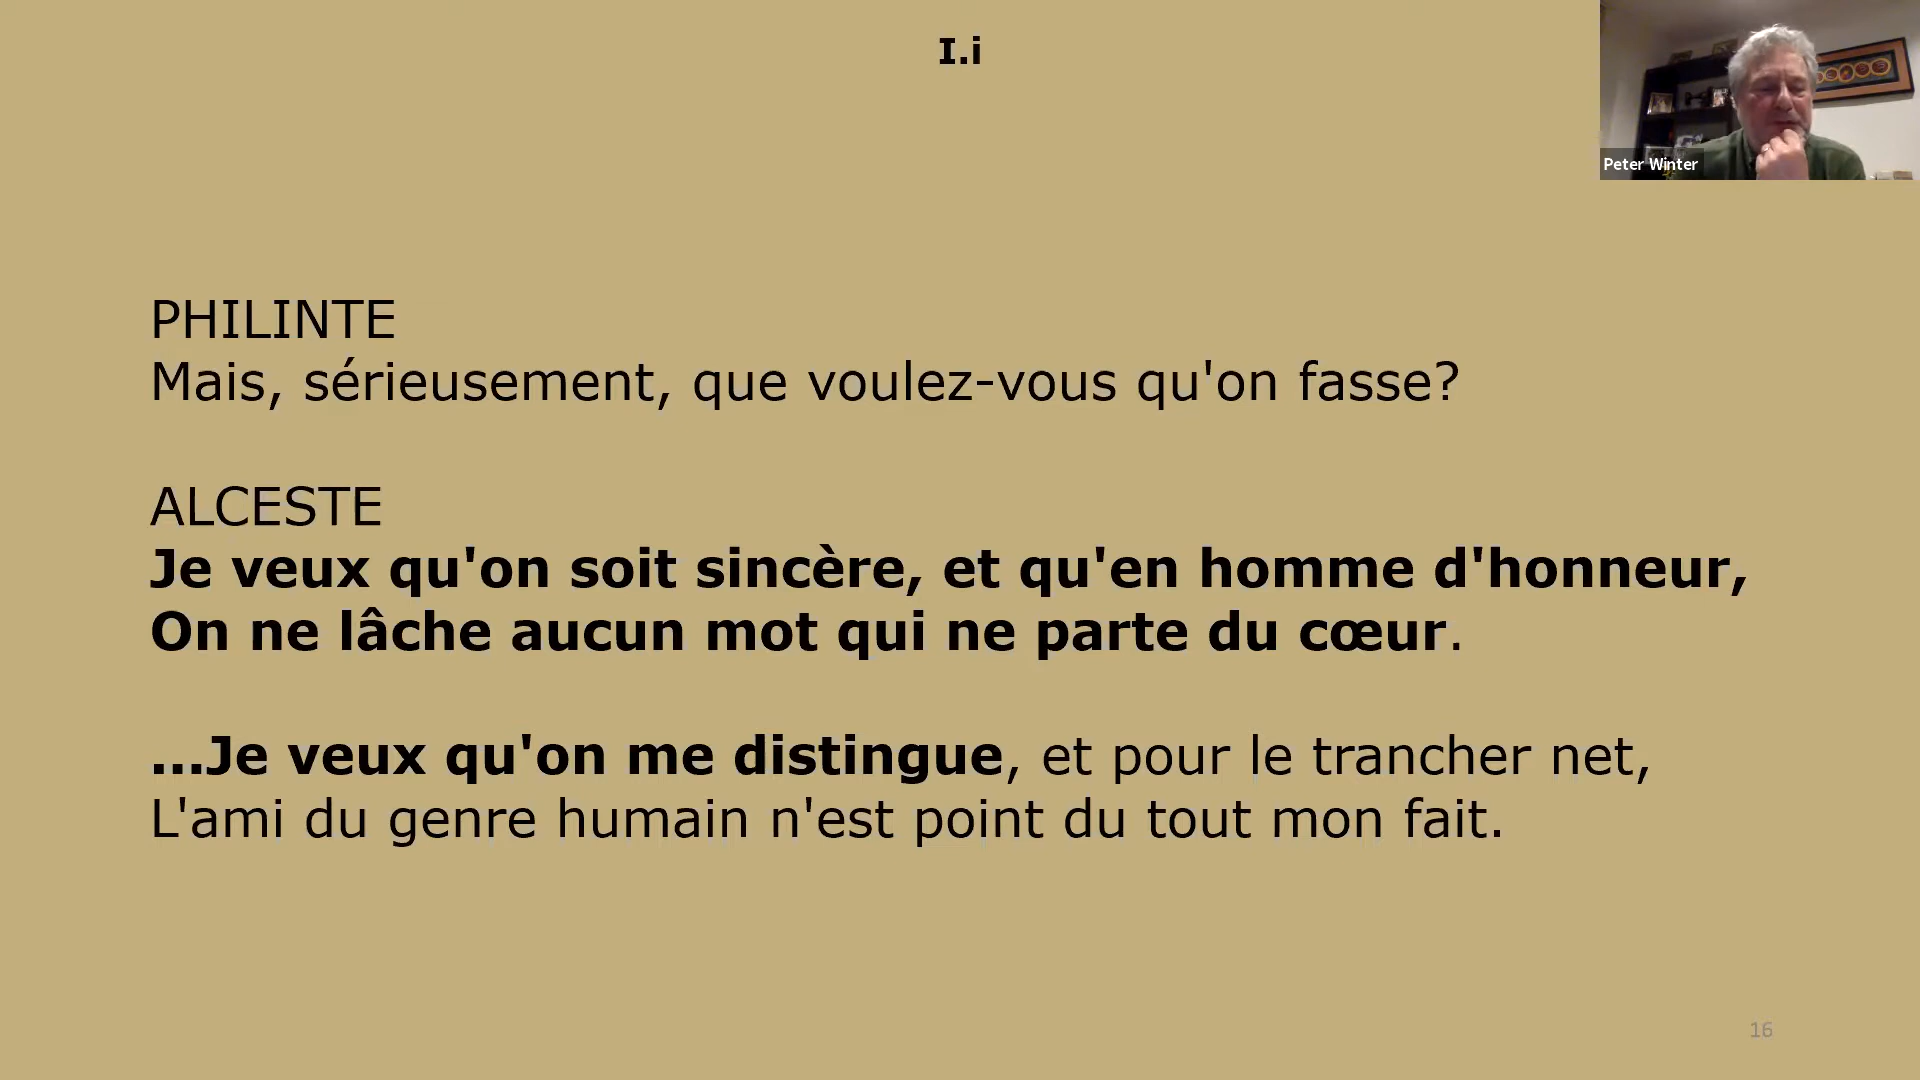 I.i
Peter Winter
PHILINTE
Mais, sérieusement, que voulez-vous qu'on fasse?
ALCESTE
Je veux qu'on soit sincère, et qu'en homme d'honneur,
On ne lâche aucun mot qui ne parte du cœur.
...Je veux qu'on me distingue, et pour le trancher net,
L'ami du genre humain n'est point du tout mon fait.
16